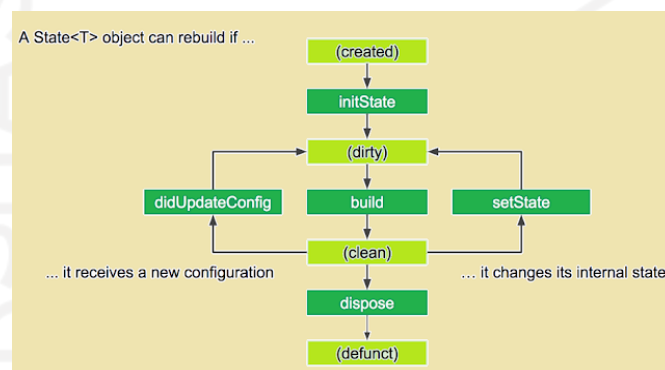 A State<T> object can rebuild if ...
(created)
initState
(dirty)
didUpdateConfig
build
setState
(clean)
... it receives a new configuration
... it changes its internal state
dispose
(defunct)